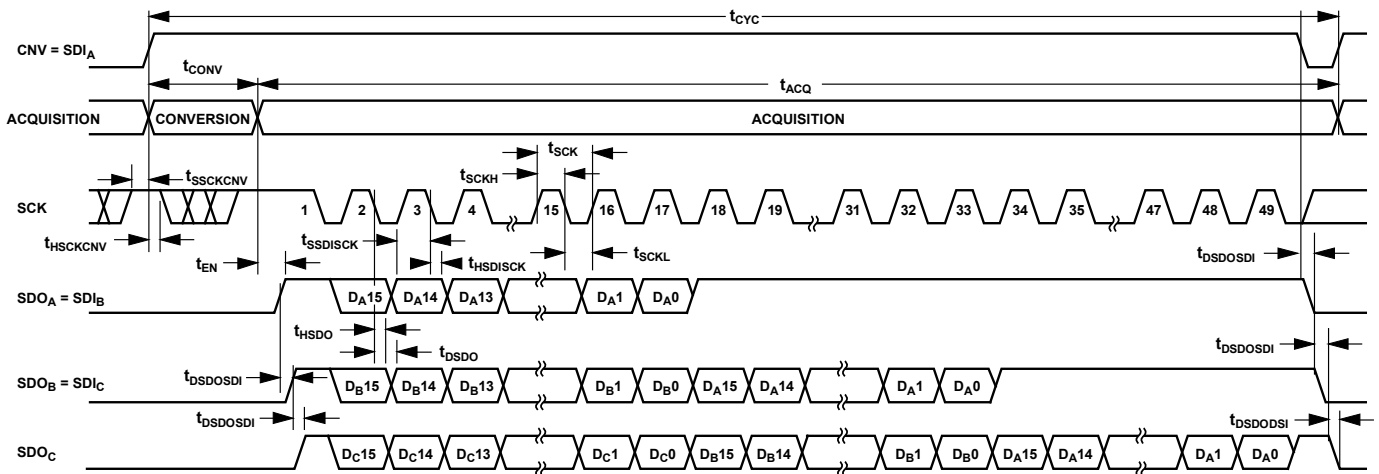 tCYC
CNV = SDIA
tCONV
tACQ
ACQUISITION CONVERSION ACQUISITION
tSCK
tSCKH
tSSCKCNV
SCK 1 2 3 4 15 16 17 18 19 31 32 33 34 35 47 48 49
tHSCKCNV
tSSDISCK
tSCKL
tEN
tHSDISCK
tDSDOSDI
SDOA = SDIB DA15 DA14 DA13 DA1 DA0
tHSDO
tDSDO
tDSDOSDI
tDSDOSDI
SDOB = SDIC DB15 DB14 DB13 DB1 DB0 DA15 DA14 DA1 DA0
tDSDOSDI
tDSDODSI
SDOC DC15 DC14 DC13 DC1 DC0 DB15 DB14 DB1 DB0 DA15 DA14 DA1 DA0